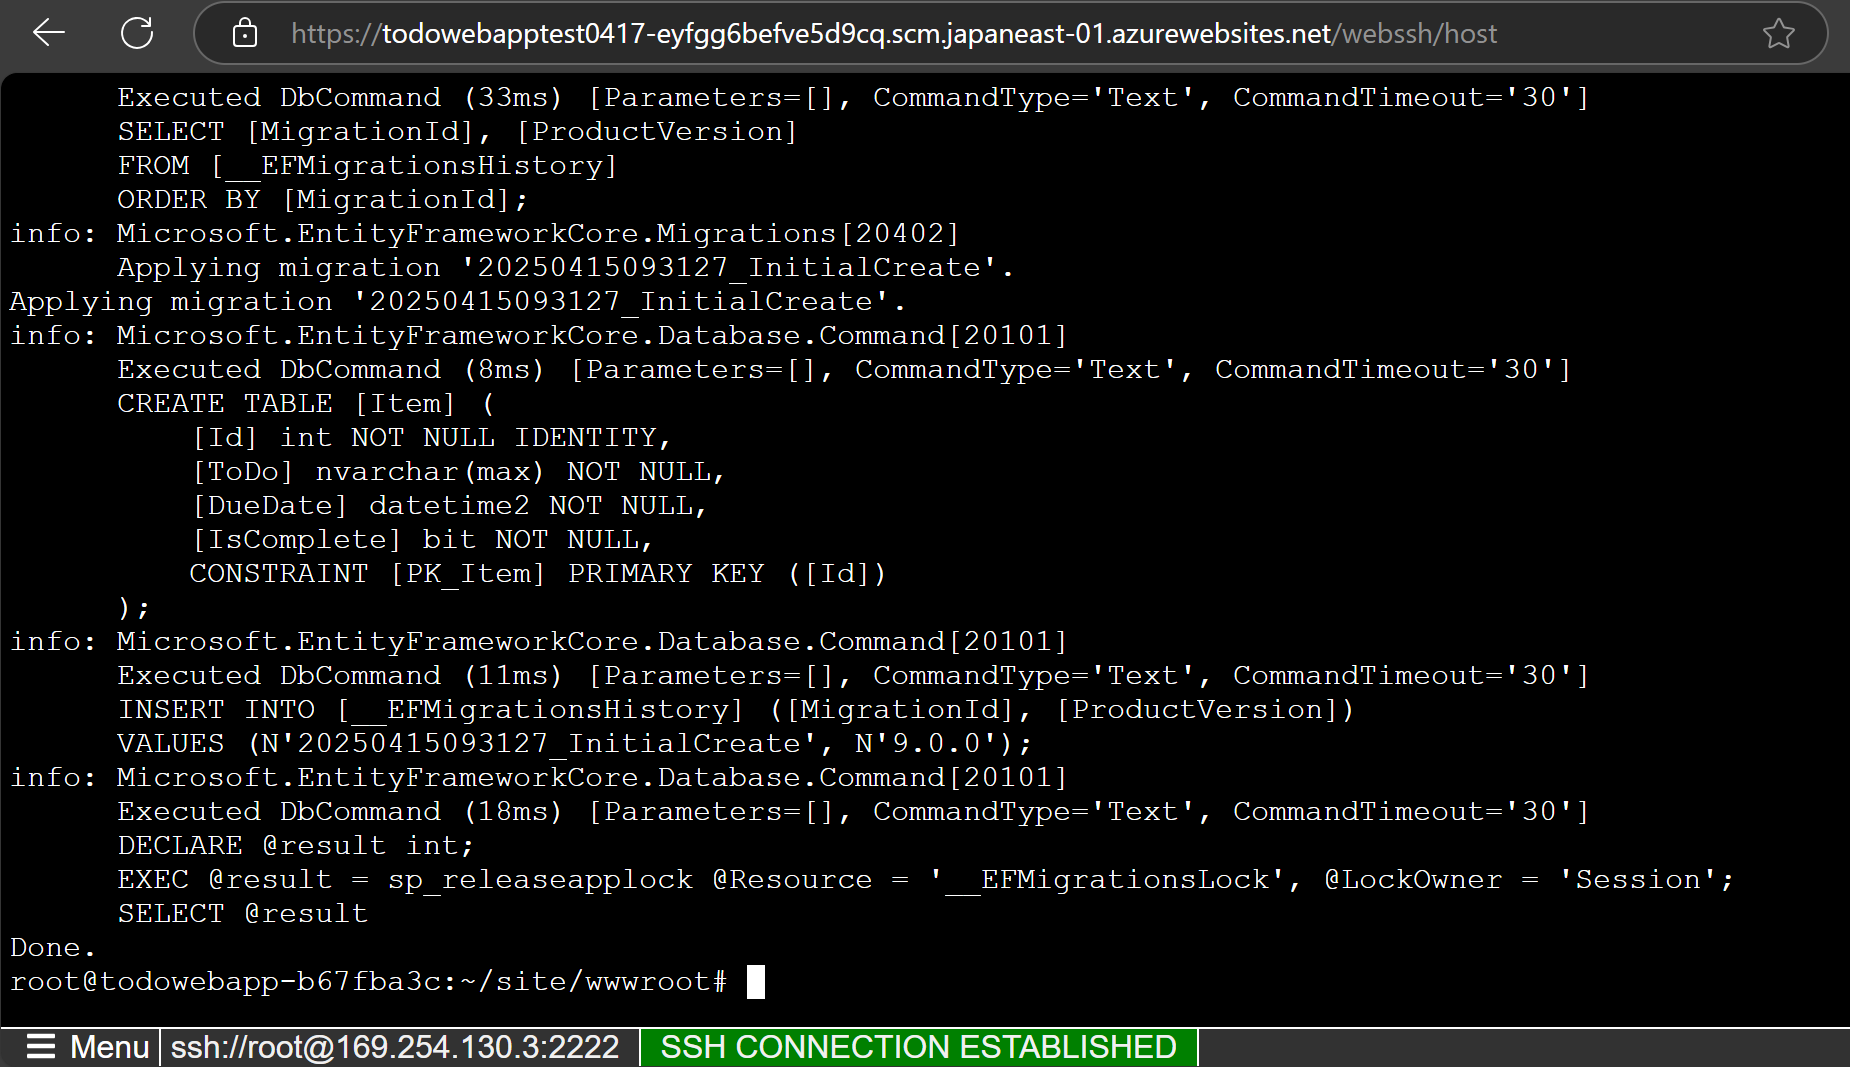 https://todowebapptest0417-eyfgg6befve5d9cq.scm.japaneast-01.azurewebsites.net/webssh/host
Executed DbCommand (33ms) [Parameters=[], CommandType='Text', CommandTimeout='30']
SELECT [MigrationId], [ProductVersion]
FROM [__EFMigrationsHistory]
ORDER BY [MigrationId];
info: Microsoft.EntityFrameworkCore.Migrations[20402]
Applying migration '20250415093127_InitialCreate'.
Applying migration '20250415093127_InitialCreate'.
info: Microsoft.EntityFrameworkCore.Database.Command[20101]
Executed DbCommand (8ms) [Parameters=[], CommandType='Text', CommandTimeout='30']
CREATE TABLE [Item] (
[Id] int NOT NULL IDENTITY,
[ToDo] nvarchar(max) NOT NULL,
[DueDate] datetime2 NOT NULL,
[IsComplete] bit NOT NULL,
CONSTRAINT [PK_Item] PRIMARY KEY ([Id])
);
info: Microsoft.EntityFrameworkCore.Database.Command[20101]
Executed DbCommand (11ms) [Parameters=[], CommandType='Text', CommandTimeout='30']
INSERT INTO [__EFMigrationsHistory] ([MigrationId], [ProductVersion])
VALUES (N'20250415093127_InitialCreate', N'9.0.0');
info: Microsoft.EntityFrameworkCore.Database.Command[20101]
Executed DbCommand (18ms) [Parameters=[], CommandType='Text', CommandTimeout='30']
DECLARE @result int;
EXEC @result = sp_releaseapplock @Resource = '__EFMigrationsLock', @LockOwner = 'Session';
SELECT @result
Done.
root@todowebapp-b67fba3c:~/site/wwwroot#
Menu ssh://root@169.254.130.3:2222 SSH CONNECTION ESTABLISHED